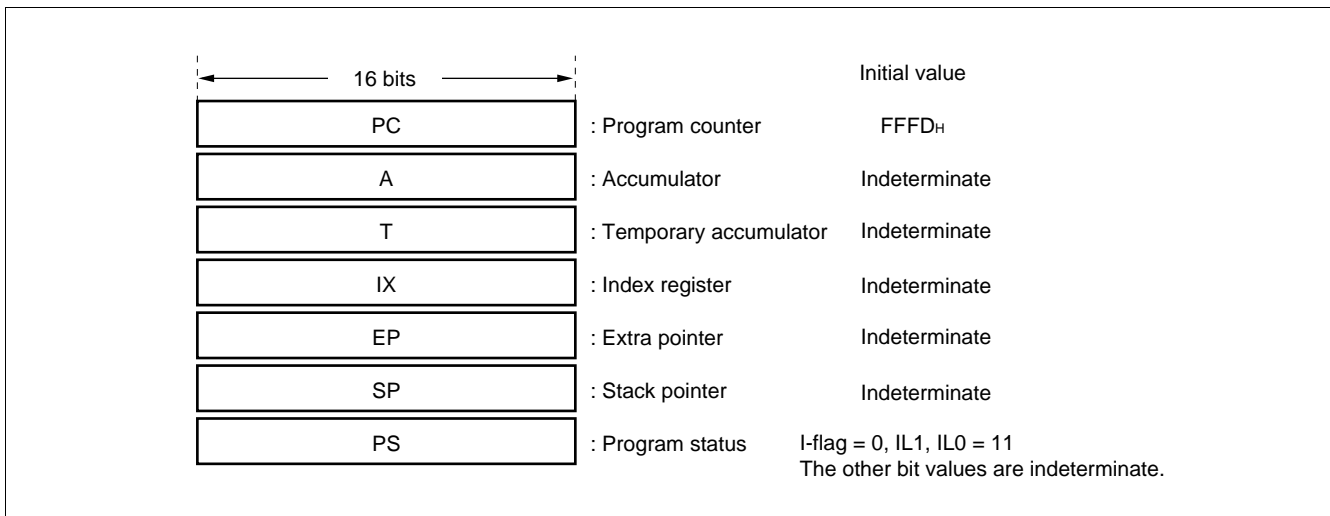 16 bits Initial value
PC : Program counter FFFDH
A : Accumulator Indeterminate
T : Temporary accumulator Indeterminate
IX : Index register Indeterminate
EP : Extra pointer Indeterminate
SP : Stack pointer Indeterminate
PS : Program status I-flag = 0, IL1, IL0 = 11
The other bit values are indeterminate.